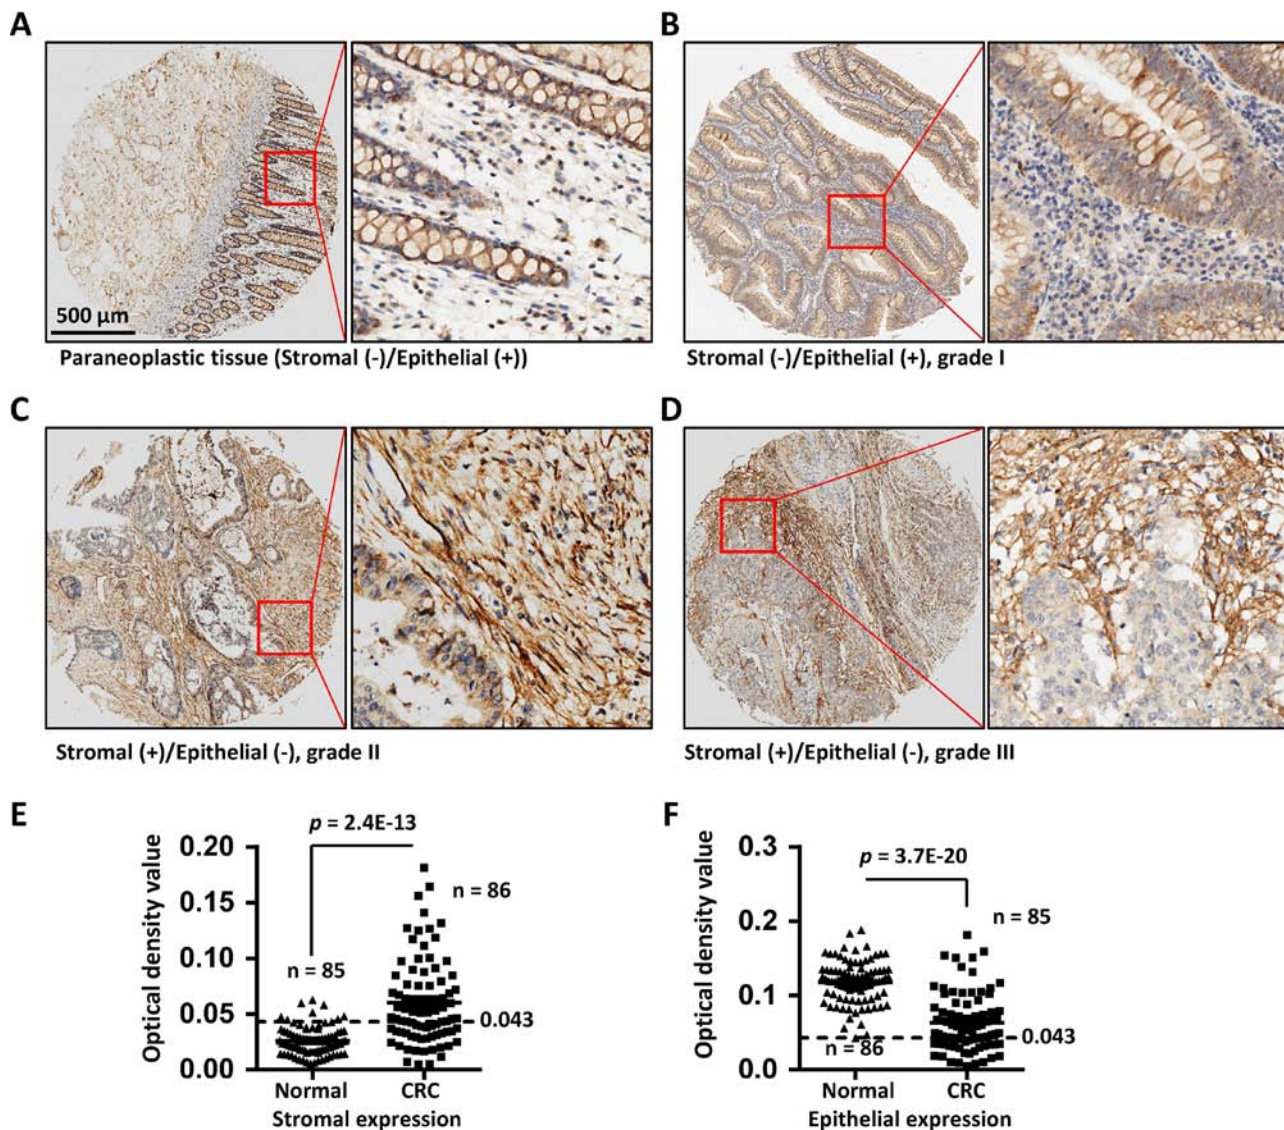 A
B
500 µm
Paraneoplastic tissue (Stromal (-)/Epithelial (+))
Stromal (-)/Epithelial (+), grade I
C
D
Stromal (+)/Epithelial (-), grade II
Stromal (+)/Epithelial (-), grade III
E
Optical density value
0.20
0.15
0.10
0.05
0.00
p = 2.4E-13
n = 86
n = 85
0.043
Normal
CRC
Stromal expression
F
Optical density value
0.3
0.2
0.1
0.0
p = 3.7E-20
n = 85
n = 86
0.043
Normal
CRC
Epithelial expression